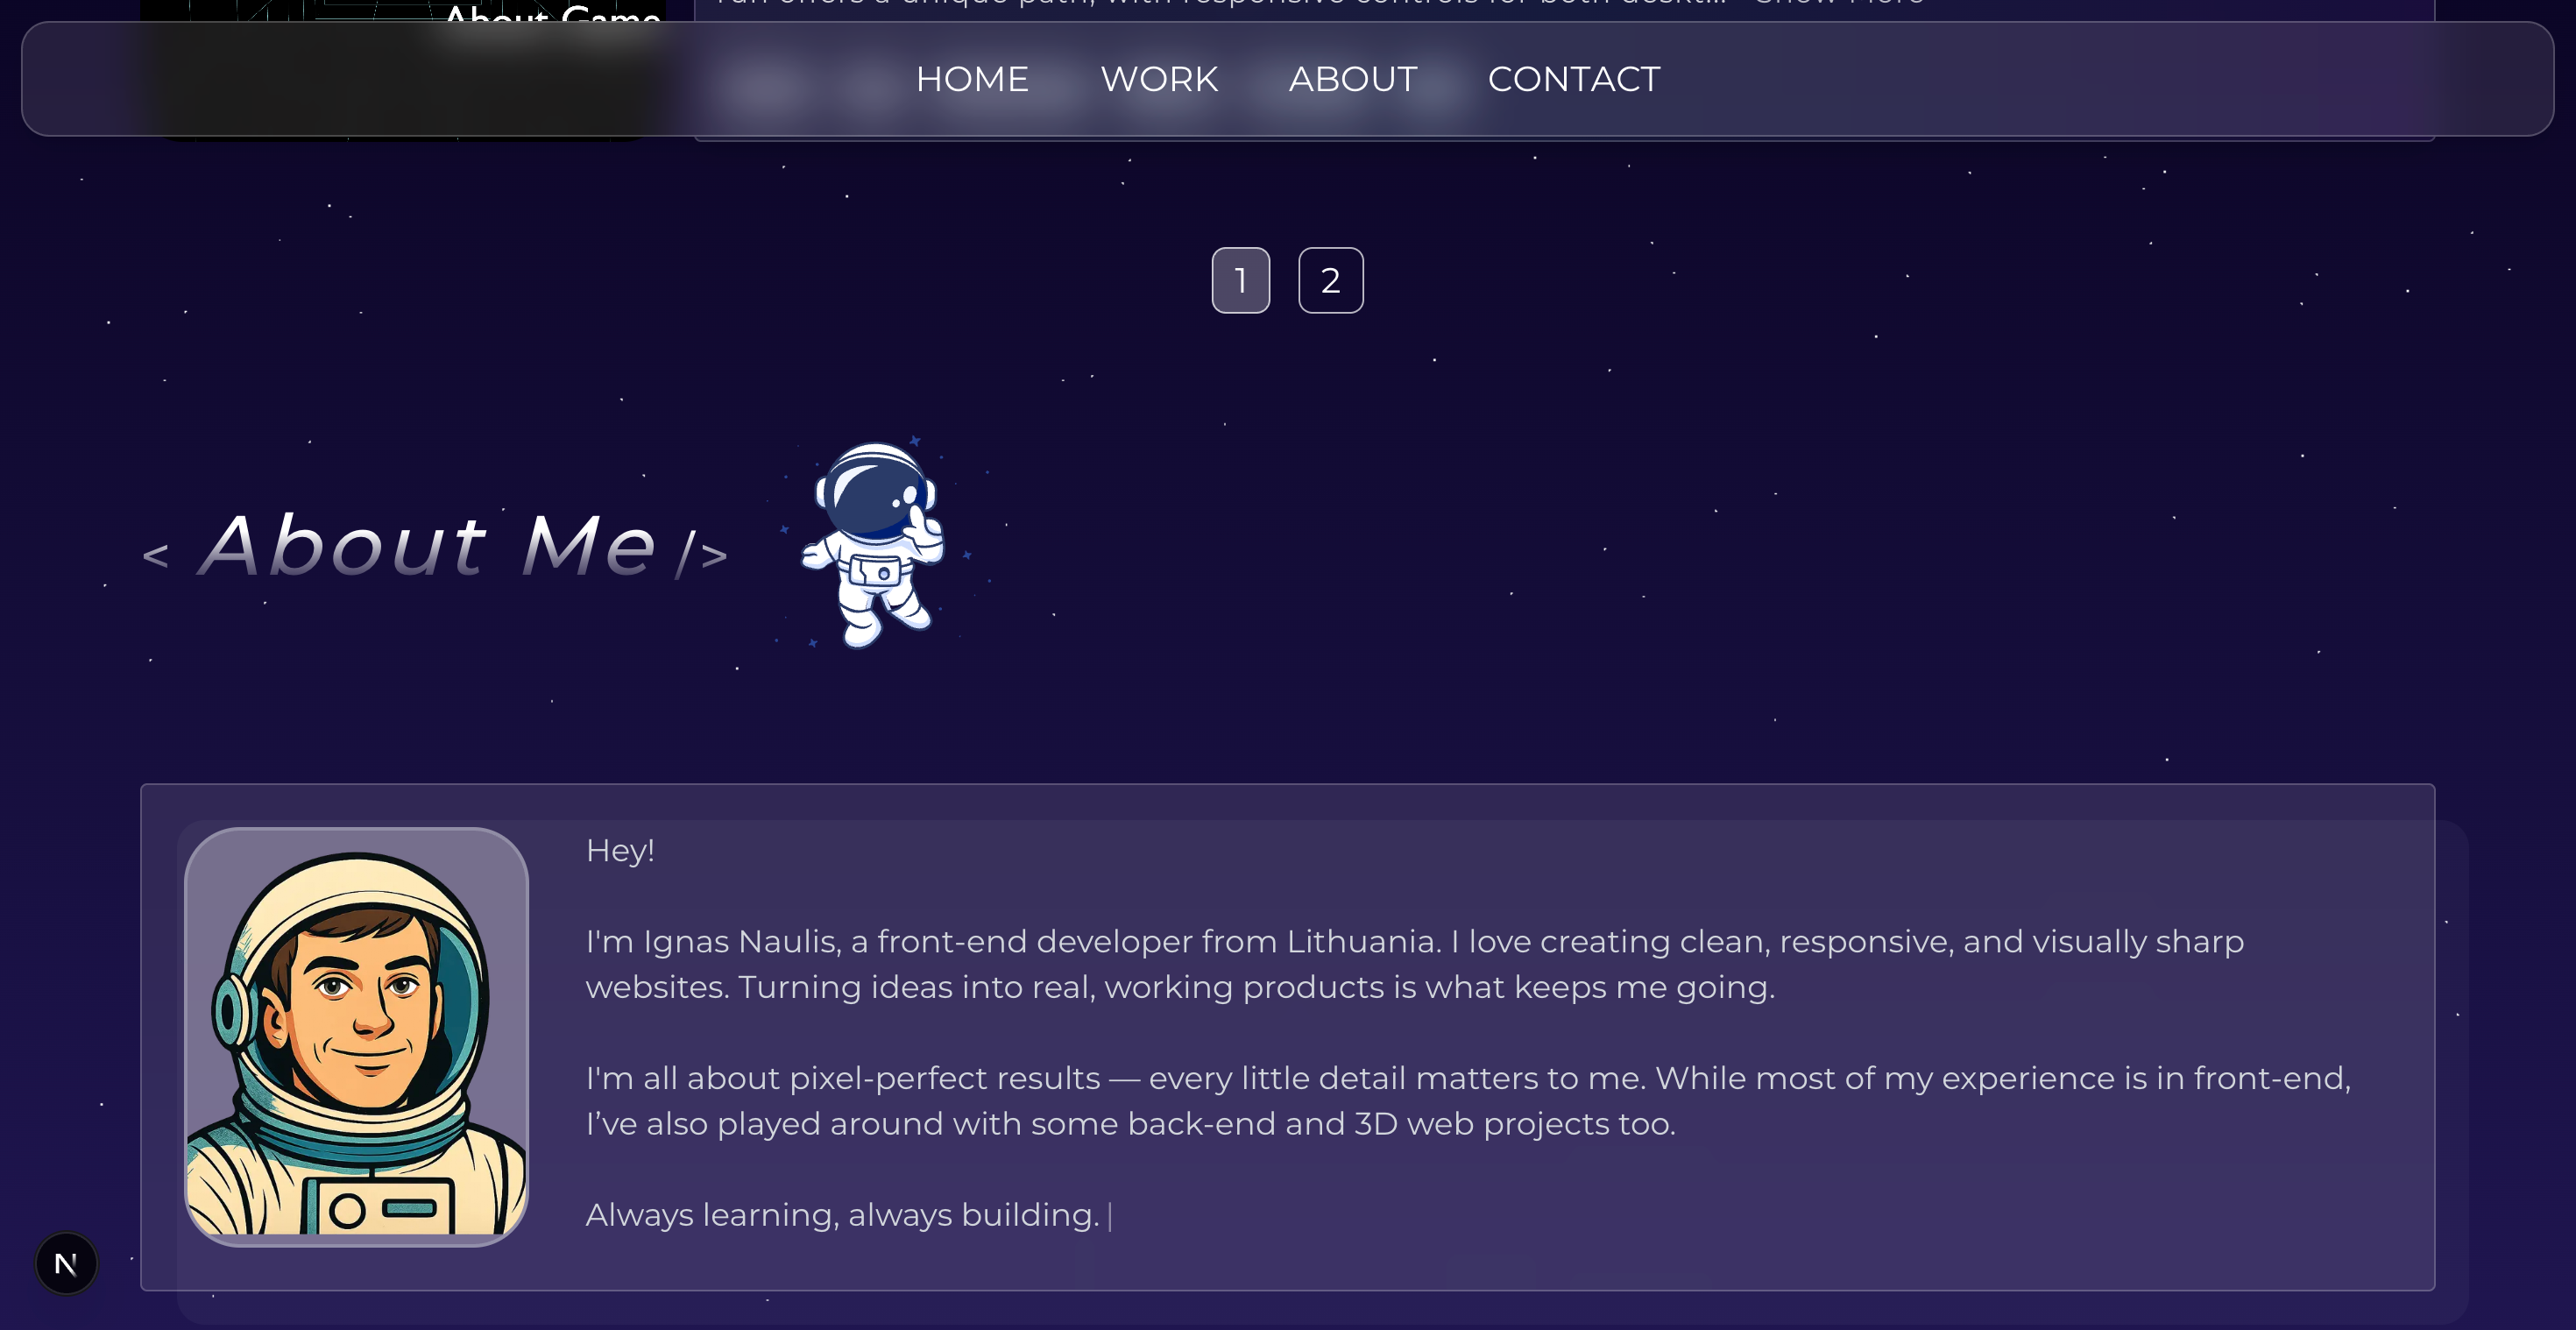 About Game
run offers a unique path, with responsive controls for both deskt... Show More
HOME WORK ABOUT CONTACT
1 2
< About Me />
Hey!
I'm Ignas Naulis, a front-end developer from Lithuania. I love creating clean, responsive, and visually sharp
websites. Turning ideas into real, working products is what keeps me going.
I'm all about pixel-perfect results — every little detail matters to me. While most of my experience is in front-end,
I’ve also played around with some back-end and 3D web projects too.
Always learning, always building. |
N